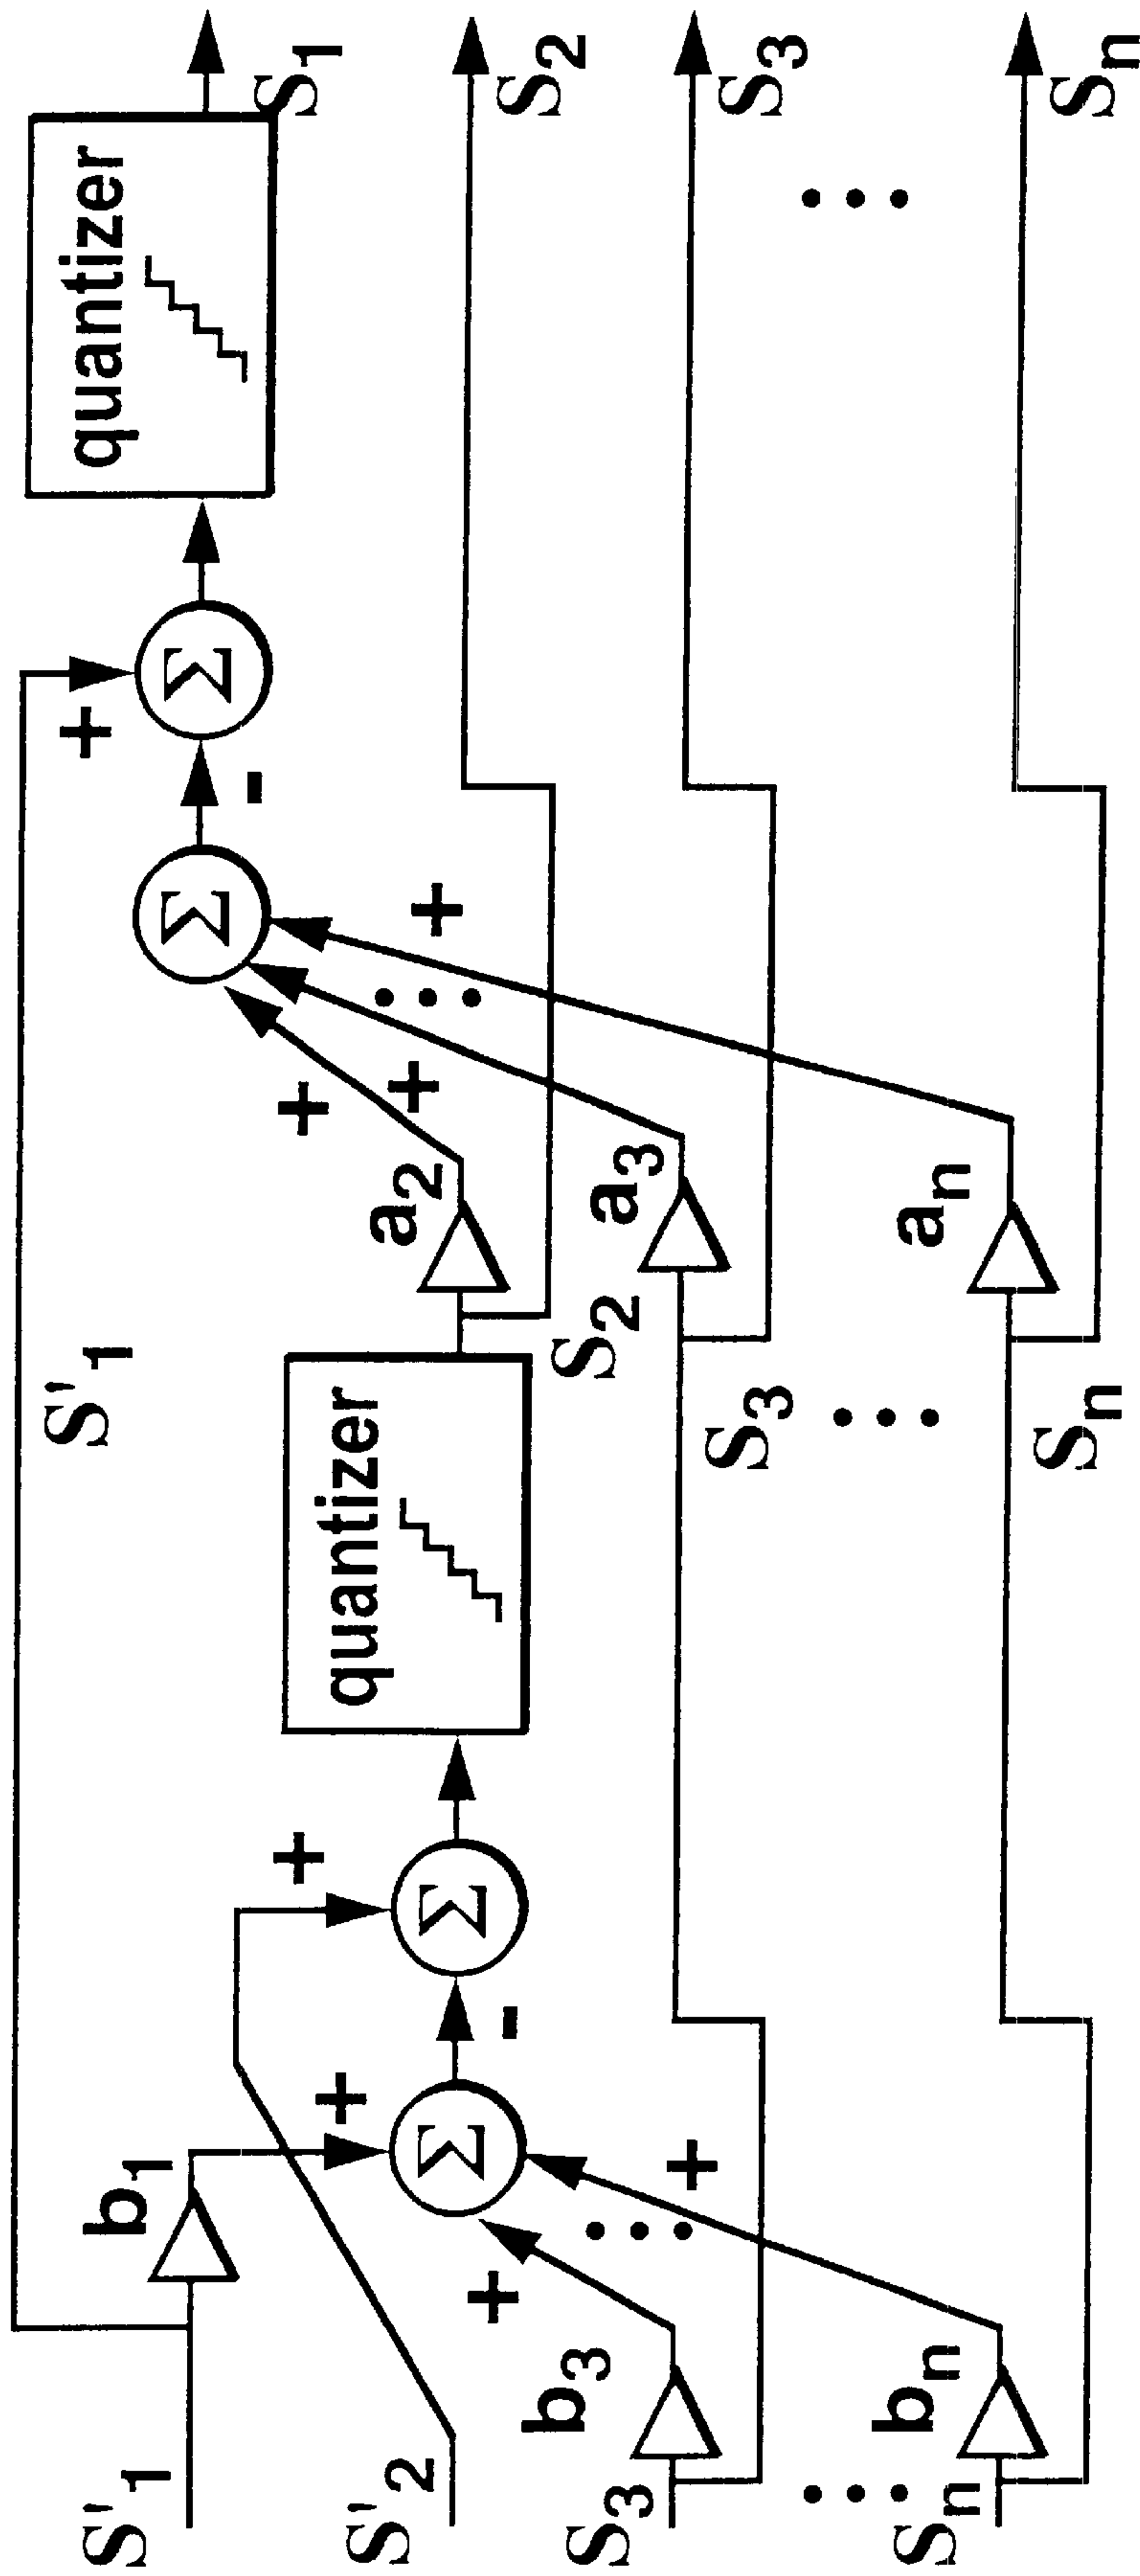 S'1
b1
S'1
+
Σ
-
+
Σ
quantizer
S1
S'2
+
Σ
-
+
Σ
quantizer
S2
a2
+
S2
S3
b3
+
S3
a3
+
S3
• • •
• • •
• • •
• • •
• • •
Sn
bn
+
Sn
an
+
Sn